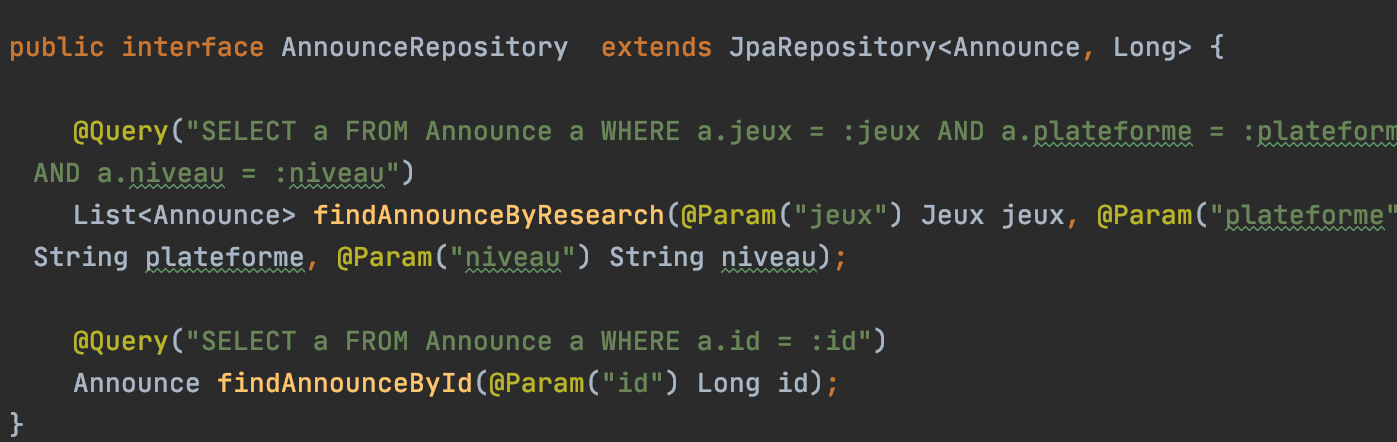 public interface AnnounceRepository  extends JpaRepository<Announce, Long> {
@Query("SELECT a FROM Announce a WHERE a.jeux = :jeux AND a.plateforme = :plateform
AND a.niveau = :niveau")
List<Announce> findAnnounceByResearch(@Param("jeux") Jeux jeux, @Param("plateforme"
String plateforme, @Param("niveau") String niveau);
@Query("SELECT a FROM Announce a WHERE a.id = :id")
Announce findAnnounceById(@Param("id") Long id);
}